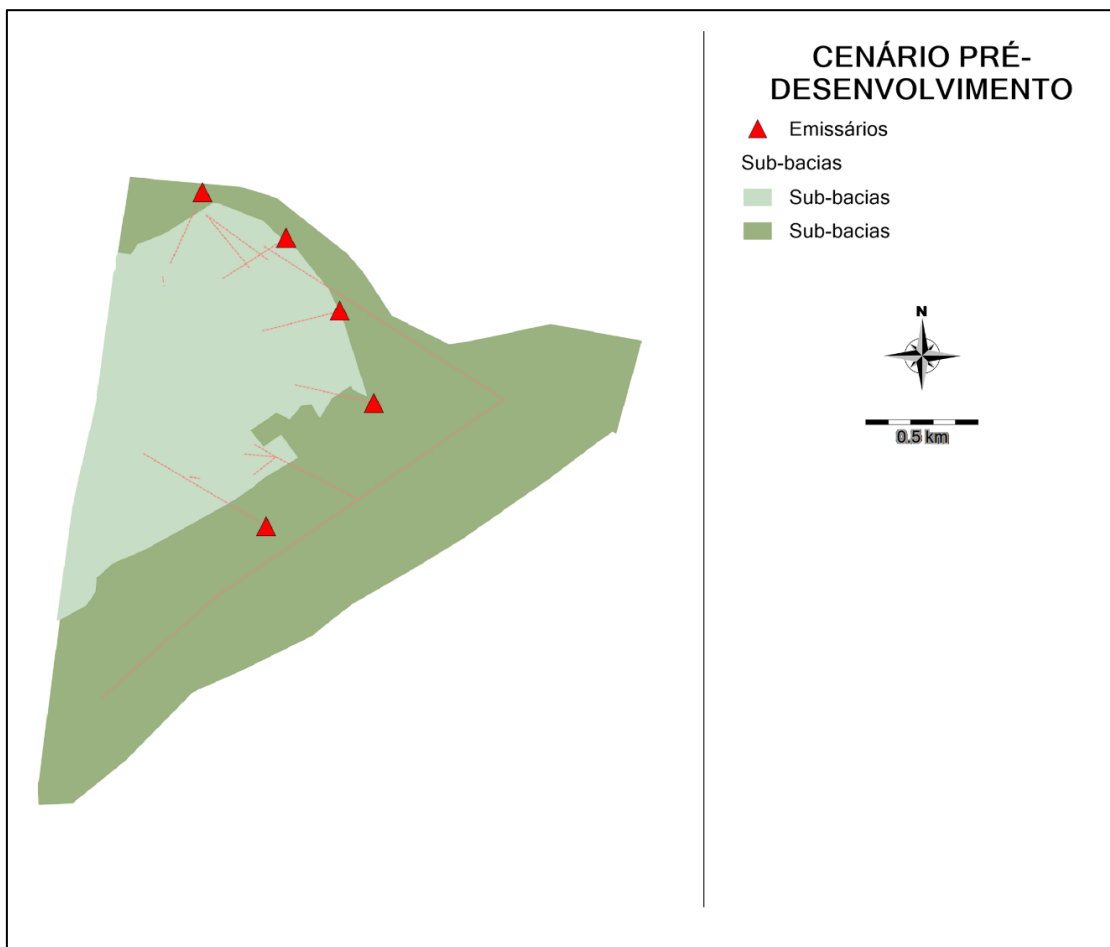 CENÁRIO PRÉ-
DESENVOLVIMENTO
Emissários
Sub-bacias
Sub-bacias
Sub-bacias
N
0.5 km